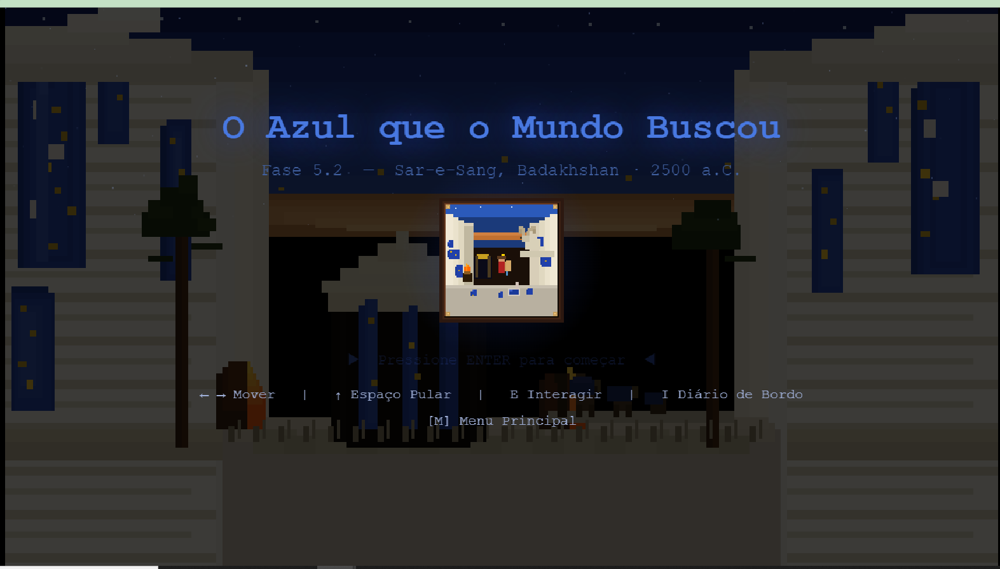 O Azul que o Mundo Buscou
Fase 5.2 — Sar-e-Sang, Badakhshan · 2500 a.C.
▶ Pressione ENTER para começar ◀
← → Mover | ↑ Espaço Pular | E Interagir | I Diário de Bordo
[M] Menu Principal